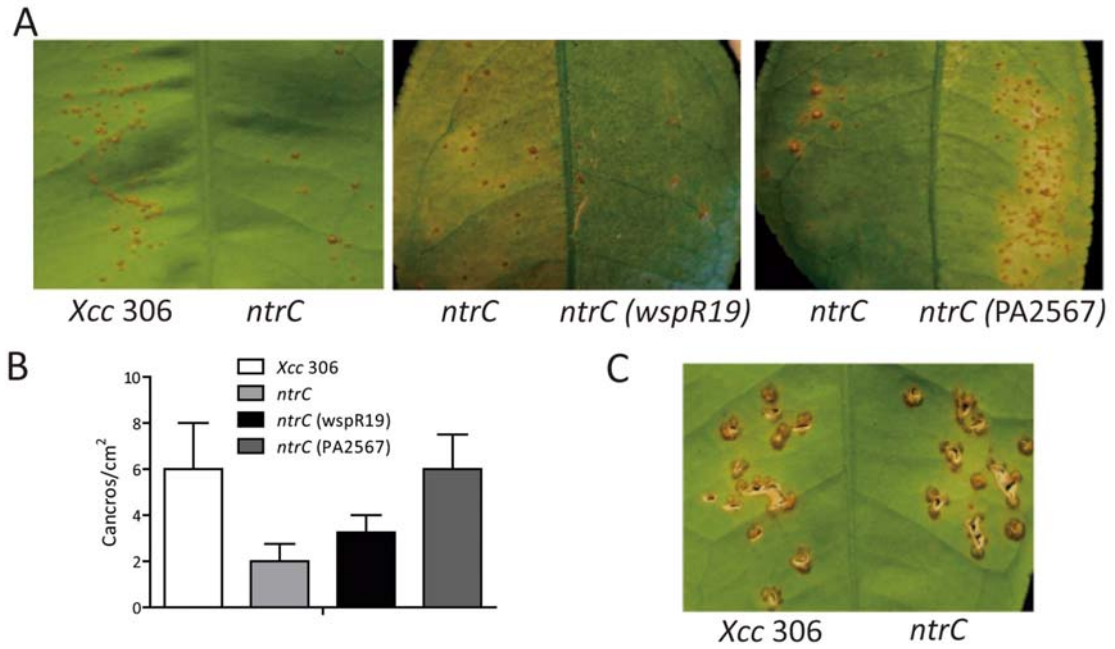 A
Xcc 306
ntrC
ntrC
ntrC (wspR19)
ntrC
ntrC (PA2567)
B
Xcc 306
ntrC
ntrC (wspR19)
ntrC (PA2567)
Cancros/cm²
10
8
6
4
2
0
C
Xcc 306
ntrC